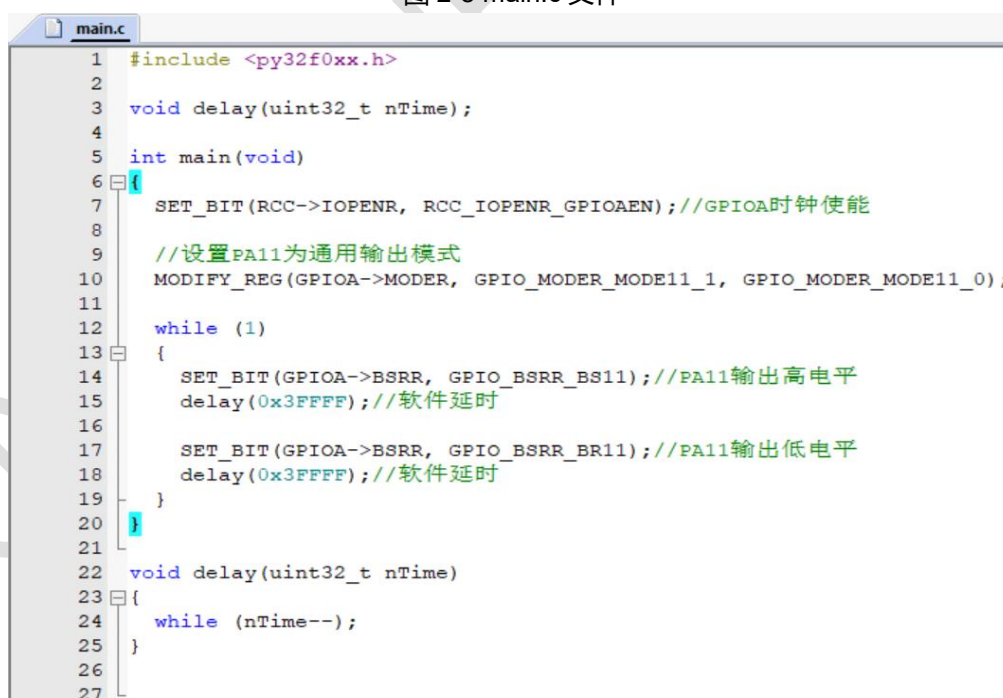 图 2-3 main.c 文件
main.c
1 #include <py32f0xx.h>
2
3 void delay(uint32_t nTime);
4
5 int main(void)
6 {
7 SET_BIT(RCC->IOPENR, RCC_IOPENR_GPIOAEN);//GPIOA时钟使能
8
9 //设置PA11为通用输出模式
10 MODIFY_REG(GPIOA->MODER, GPIO_MODER_MODE11_1, GPIO_MODER_MODE11_0);
11
12 while (1)
13 {
14 SET_BIT(GPIOA->BSRR, GPIO_BSRR_BS11);//PA11输出高电平
15 delay(0x3FFFF);//软件延时
16
17 SET_BIT(GPIOA->BSRR, GPIO_BSRR_BR11);//PA11输出低电平
18 delay(0x3FFFF);//软件延时
19 }
20 }
21
22 void delay(uint32_t nTime)
23 {
24 while (nTime--);
25 }
26
27